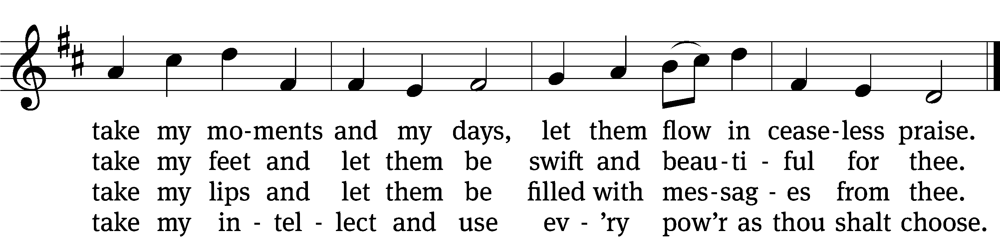 take my mo-ments and my days, let them flow in cease-less praise.
take my feet and let them be swift and beau-ti - ful for thee.
take my lips and let them be filled with mes-sag - es from thee.
take my in - tel - lect and use ev - ’ry pow’r as thou shalt choose.